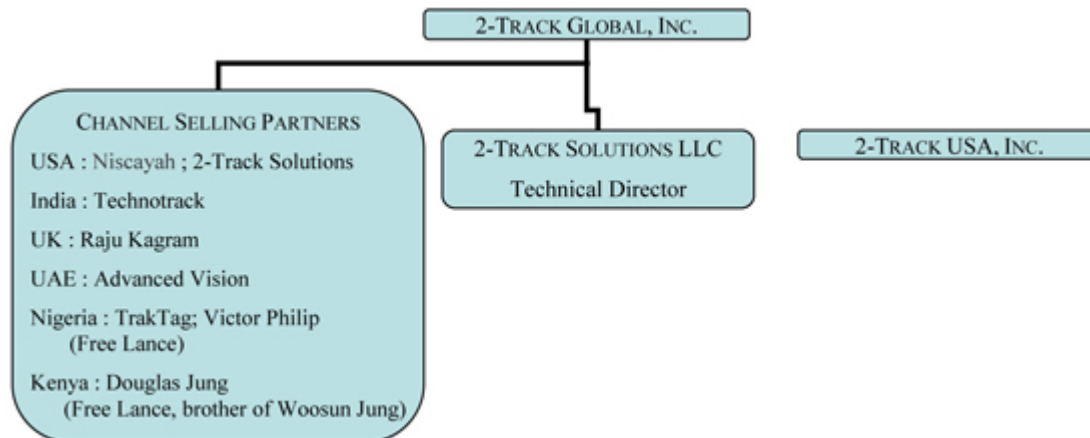 2-TRACK GLOBAL, INC.
CHANNEL SELLING PARTNERS
USA : Niscayah ; 2-Track Solutions
India : Technotrack
UK : Raju Kagram
UAE : Advanced Vision
Nigeria : TrakTag; Victor Philip
(Free Lance)
Kenya : Douglas Jung
(Free Lance, brother of Woosun Jung)
2-TRACK SOLUTIONS LLC
Technical Director
2-TRACK USA, INC.